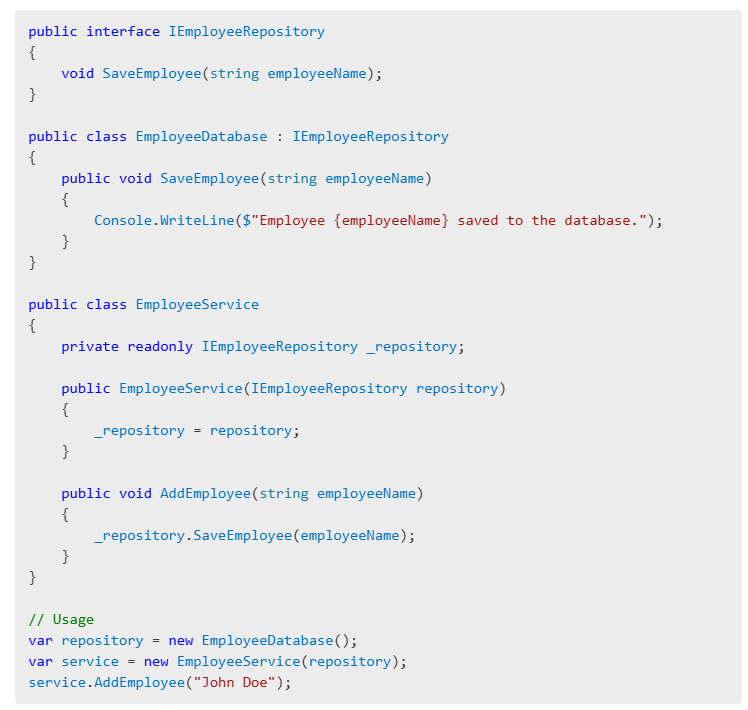 public interface IEmployeeRepository
{
    void SaveEmployee(string employeeName);
}

public class EmployeeDatabase : IEmployeeRepository
{
    public void SaveEmployee(string employeeName)
    {
        Console.WriteLine($"Employee {employeeName} saved to the database.");
    }
}

public class EmployeeService
{
    private readonly IEmployeeRepository _repository;

    public EmployeeService(IEmployeeRepository repository)
    {
        _repository = repository;
    }

    public void AddEmployee(string employeeName)
    {
        _repository.SaveEmployee(employeeName);
    }
}

// Usage
var repository = new EmployeeDatabase();
var service = new EmployeeService(repository);
service.AddEmployee("John Doe");